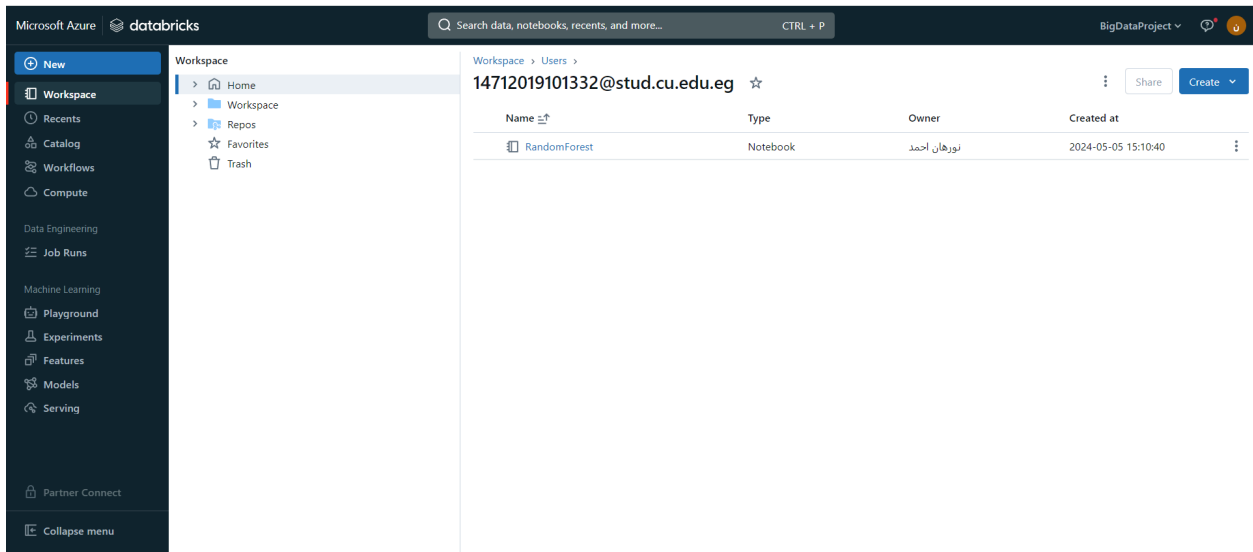 Microsoft Azure databricks
Search data, notebooks, recents, and more... CTRL + P
BigDataProject
ن
New
Workspace
Recents
Catalog
Workflows
Compute
Data Engineering
Job Runs
Machine Learning
Playground
Experiments
Features
Models
Serving
Partner Connect
Collapse menu
Workspace
Home
Workspace
Repos
Favorites
Trash
Workspace > Users >
14712019101332@stud.cu.edu.eg
Share
Create
Name Type Owner Created at
RandomForest Notebook نورهان احمد 2024-05-05 15:10:40